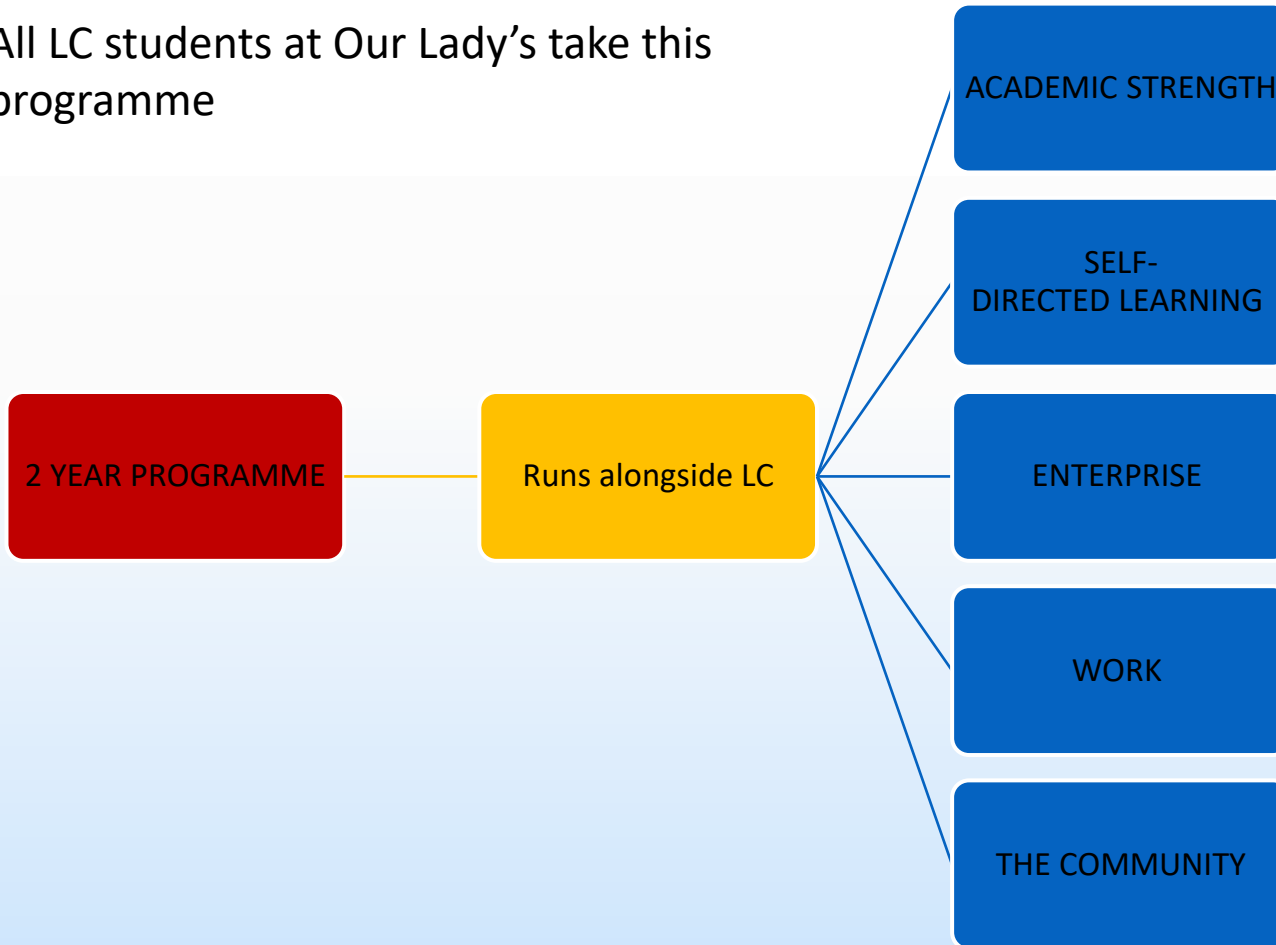 All LC students at Our Lady’s take this
programme
ACADEMIC STRENGTH
SELF-
DIRECTED LEARNING
2 YEAR PROGRAMME
Runs alongside LC
ENTERPRISE
WORK
THE COMMUNITY